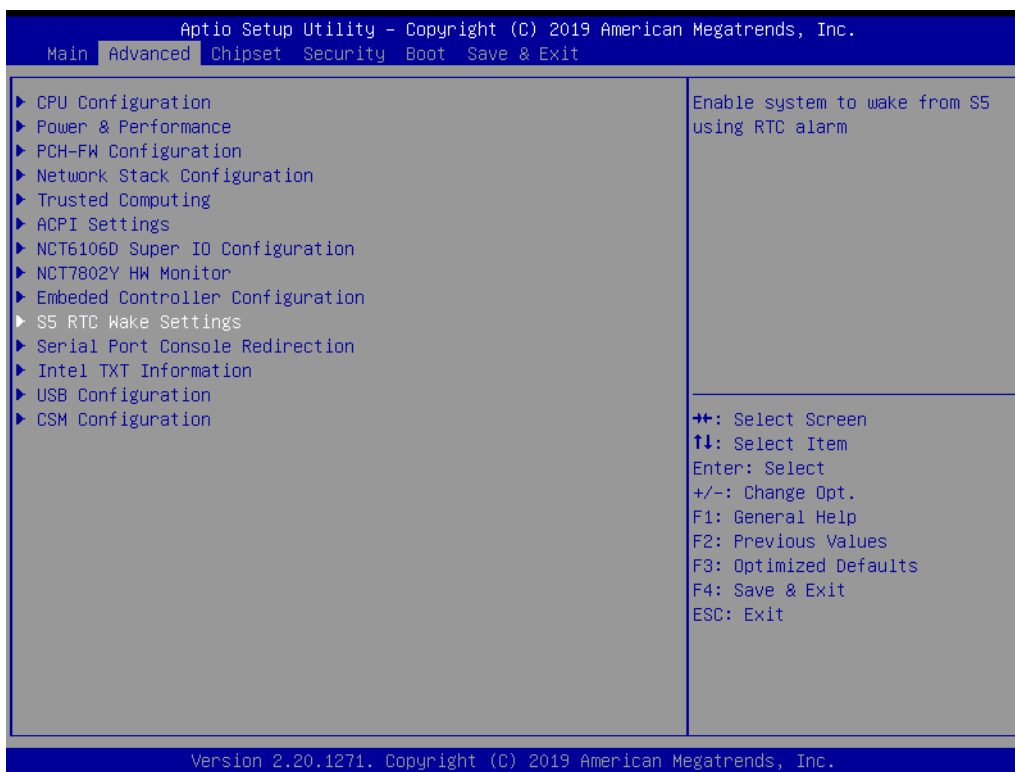 Aptio Setup Utility – Copyright (C) 2019 American Megatrends, Inc.
Main Advanced Chipset Security Boot Save & Exit
▶ CPU Configuration
▶ Power & Performance
▶ PCH-FW Configuration
▶ Network Stack Configuration
▶ Trusted Computing
▶ ACPI Settings
▶ NCT6106D Super IO Configuration
▶ NCT7802Y HW Monitor
▶ Embeded Controller Configuration
▶ S5 RTC Wake Settings
▶ Serial Port Console Redirection
▶ Intel TXT Information
▶ USB Configuration
▶ CSM Configuration
Enable system to wake from S5
using RTC alarm
→←: Select Screen
↑↓: Select Item
Enter: Select
+/-: Change Opt.
F1: General Help
F2: Previous Values
F3: Optimized Defaults
F4: Save & Exit
ESC: Exit
Version 2.20.1271. Copyright (C) 2019 American Megatrends, Inc.